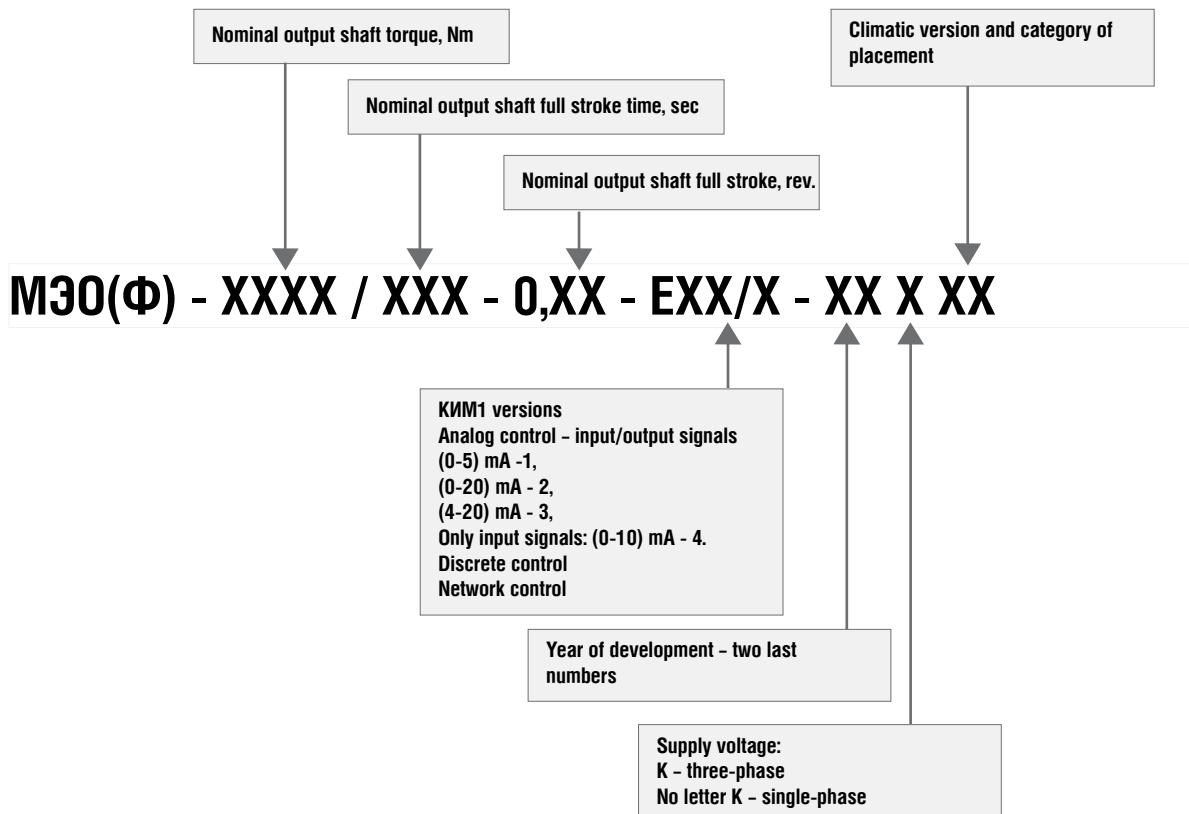 Nominal output shaft torque, Nm
Climatic version and category of
placement
Nominal output shaft full stroke time, sec
Nominal output shaft full stroke, rev.
МЭО(Ф) - XXXX / XXX - 0,XX - EXX/X - XX X XX
КИМ1 versions
Analog control – input/output signals
(0-5) mA -1,
(0-20) mA - 2,
(4-20) mA - 3,
Only input signals: (0-10) mA - 4.
Discrete control
Network control
Year of development – two last
numbers
Supply voltage:
K – three-phase
No letter K – single-phase